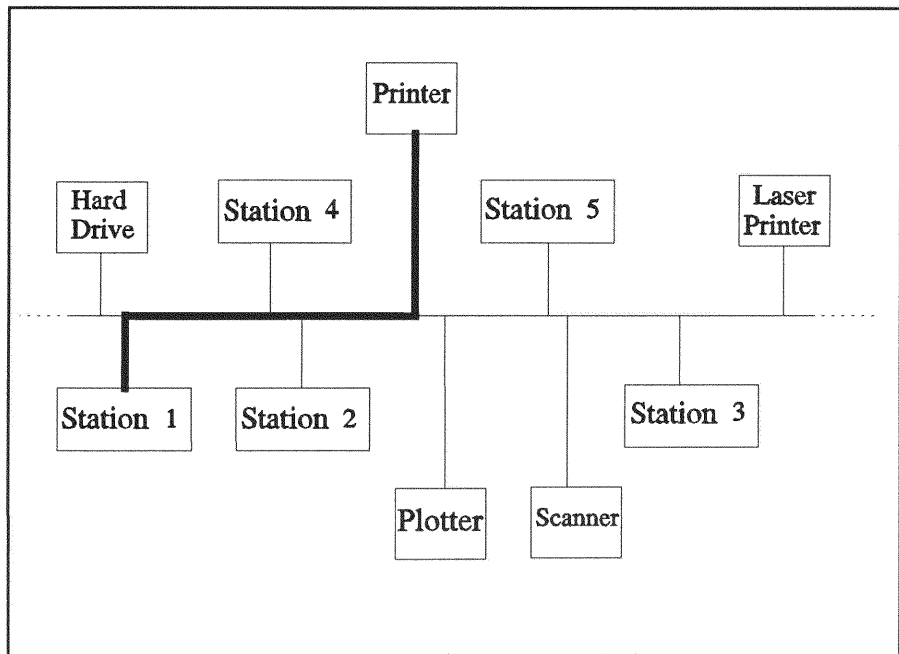 Printer
Hard
Drive
Station 4
Station 5
Laser
Printer
Station 1
Station 2
Station 3
Plotter
Scanner